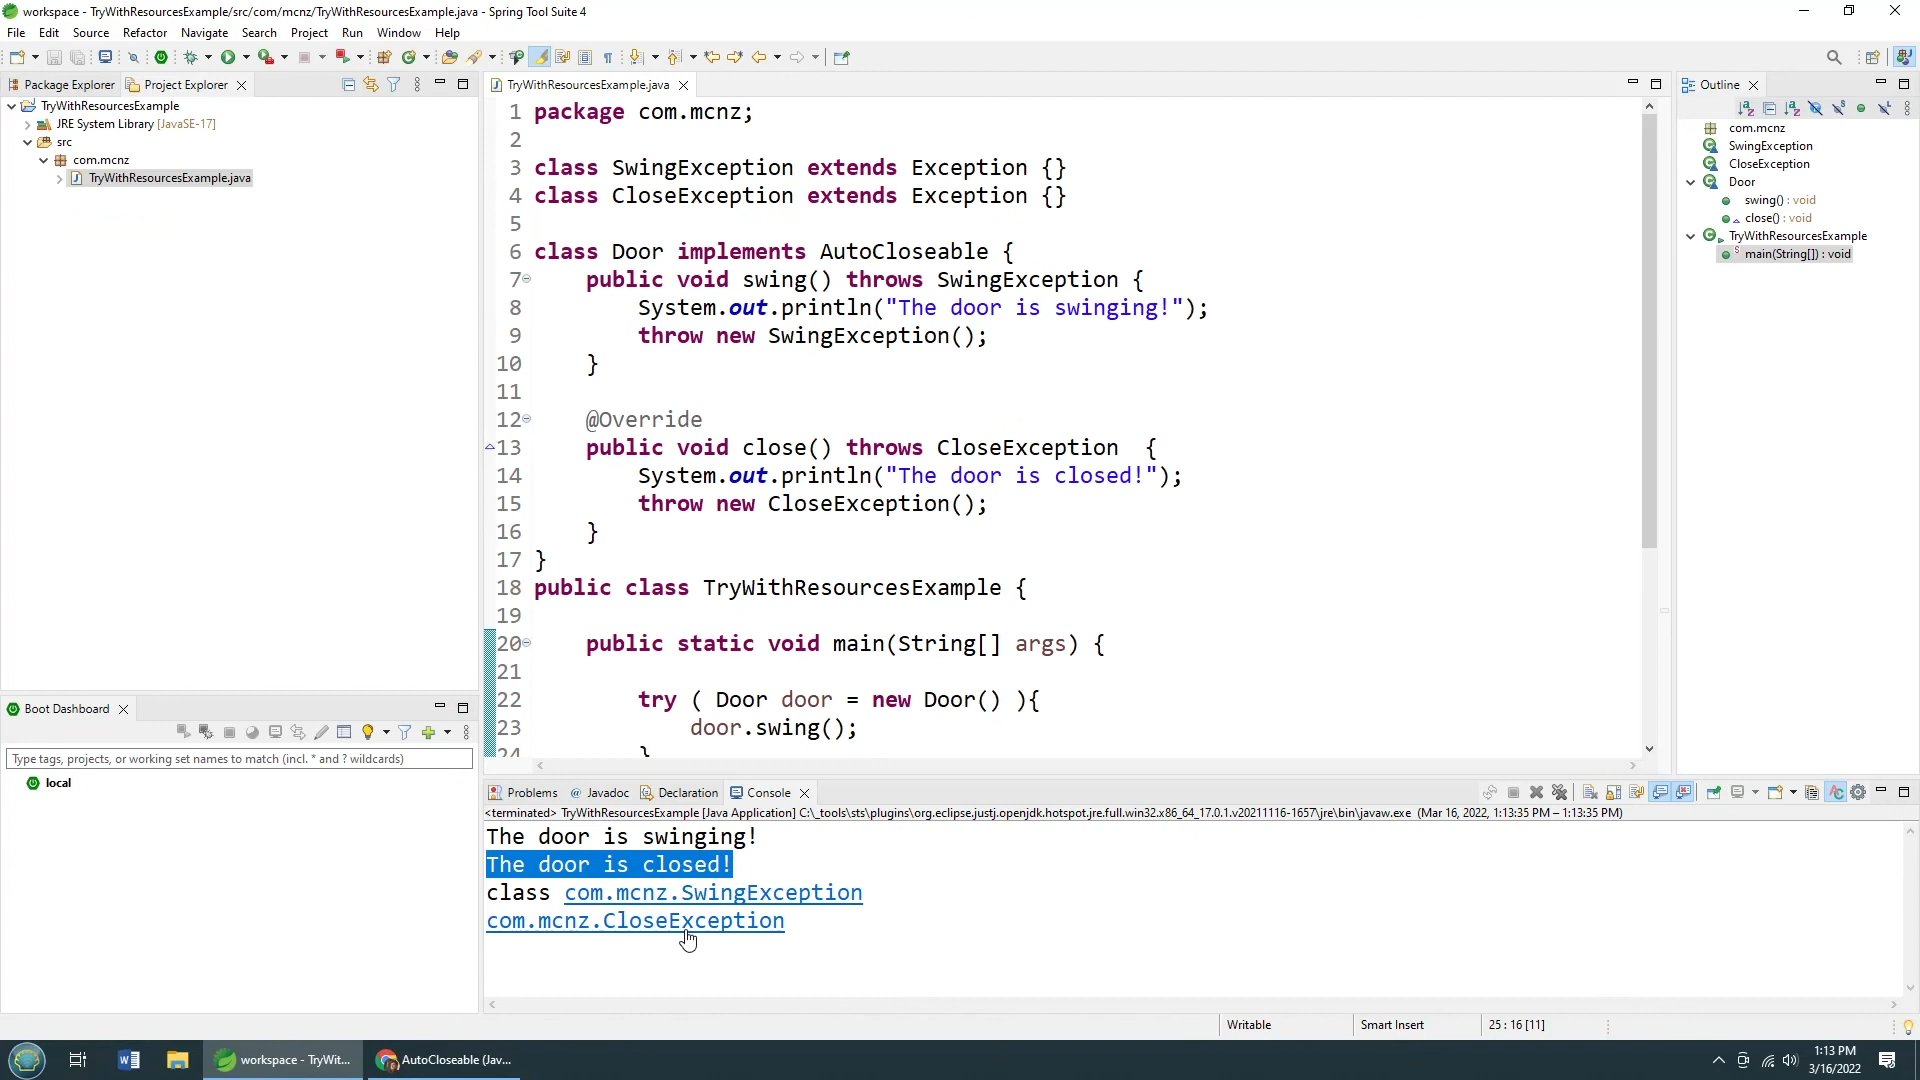 workspace - TryWithResourcesExample/src/com/mcnz/TryWithResourcesExample.java - Spring Tool Suite 4
File Edit Source Refactor Navigate Search Project Run Window Help
Package Explorer Project Explorer
TryWithResourcesExample
JRE System Library [JavaSE-17]
src
com.mcnz
TryWithResourcesExample.java
TryWithResourcesExample.java
1 package com.mcnz;
2
3 class SwingException extends Exception {}
4 class CloseException extends Exception {}
5
6 class Door implements AutoCloseable {
7 public void swing() throws SwingException {
8 System.out.println("The door is swinging!");
9 throw new SwingException();
10 }
11
12 @Override
13 public void close() throws CloseException {
14 System.out.println("The door is closed!");
15 throw new CloseException();
16 }
17 }
18 public class TryWithResourcesExample {
19
20 public static void main(String[] args) {
21
22 try ( Door door = new Door() ){
23 door.swing();
24 }
Outline
com.mcnz
SwingException
CloseException
Door
swing() : void
close() : void
TryWithResourcesExample
main(String[]) : void
Boot Dashboard
Type tags, projects, or working set names to match (incl. * and ? wildcards)
local
Problems Javadoc Declaration Console
<terminated> TryWithResourcesExample [Java Application] C:\_tools\sts\plugins\org.eclipse.justj.openjdk.hotspot.jre.full.win32.x86_64_17.0.1.v20211116-1657\jre\bin\javaw.exe (Mar 16, 2022, 1:13:35 PM – 1:13:35 PM)
The door is swinging!
The door is closed!
class com.mcnz.SwingException
com.mcnz.CloseException
Writable Smart Insert 25 : 16 [11]
workspace - TryWit... AutoCloseable (Jav...
1:13 PM
3/16/2022